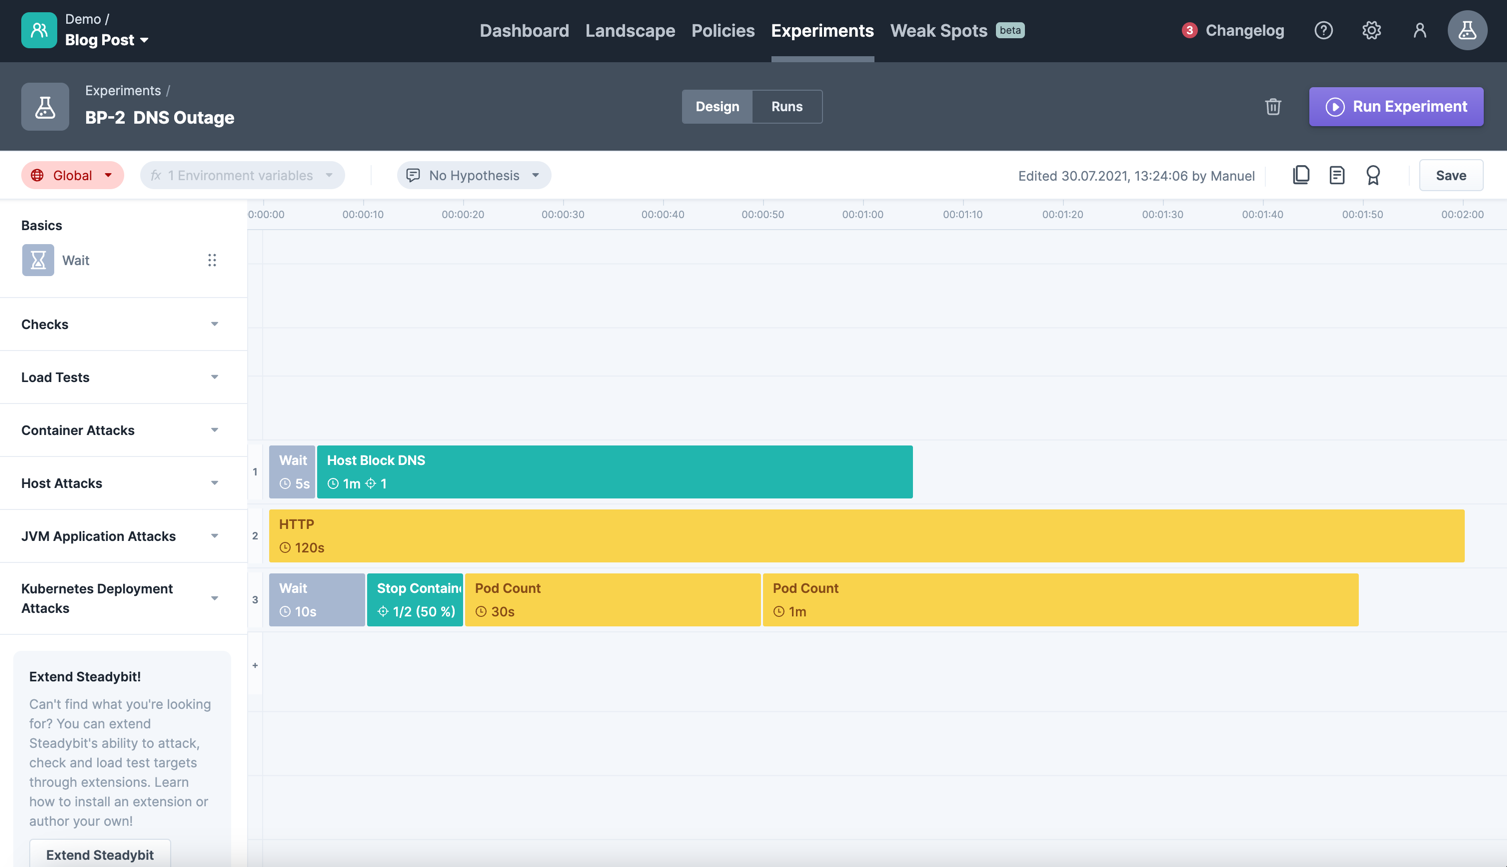 Demo /
Blog Post
Dashboard Landscape Policies Experiments Weak Spots beta
3 Changelog
Experiments /
BP-2 DNS Outage
Design Runs
Run Experiment
Global
fx 1 Environment variables
No Hypothesis
Edited 30.07.2021, 13:24:06 by Manuel
Save
00:00:00 00:00:10 00:00:20 00:00:30 00:00:40 00:00:50 00:01:00 00:01:10 00:01:20 00:01:30 00:01:40 00:01:50 00:02:00
Basics
Wait
Checks
Load Tests
Container Attacks
Host Attacks
JVM Application Attacks
Kubernetes Deployment
Attacks
Extend Steadybit!
Can't find what you're looking
for? You can extend
Steadybit's ability to attack,
check and load test targets
through extensions. Learn
how to install an extension or
author your own!
Extend Steadybit
1
Wait
5s
Host Block DNS
1m 1
2
HTTP
120s
3
Wait
10s
Stop Contain
1/2 (50 %)
Pod Count
30s
Pod Count
1m
+